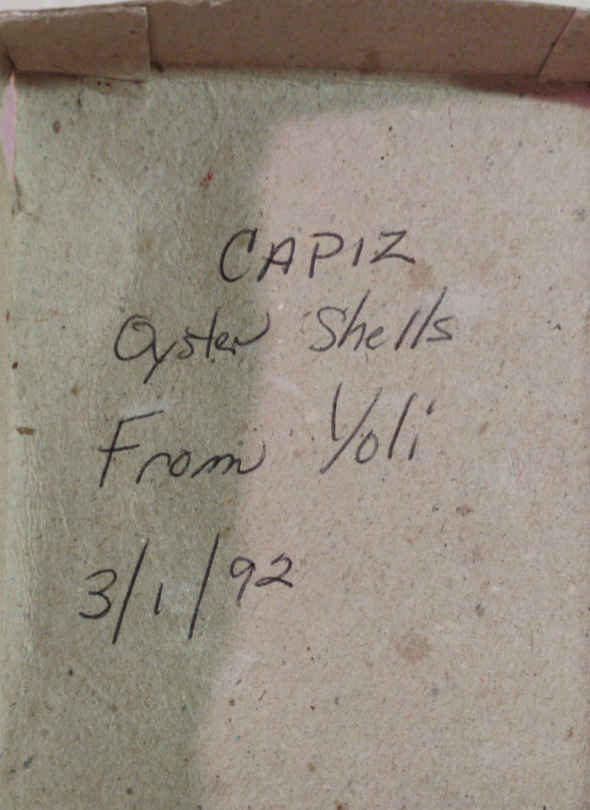 CAPIZ
Oyster Shells
From Yoli
3/1/92